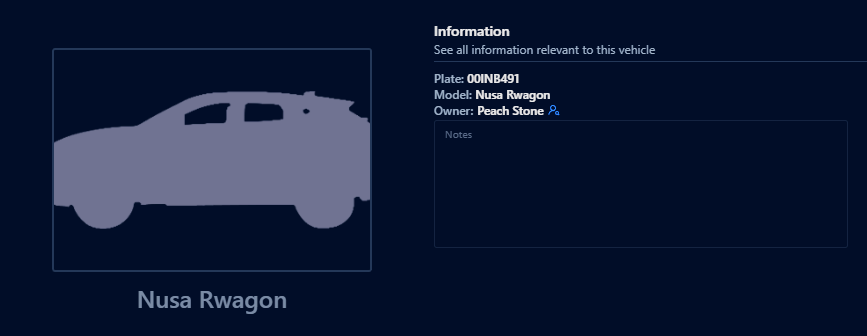 Information
See all information relevant to this vehicle
Plate: 00INB491
Model: Nusa Rwagon
Owner: Peach Stone
Notes
Nusa Rwagon